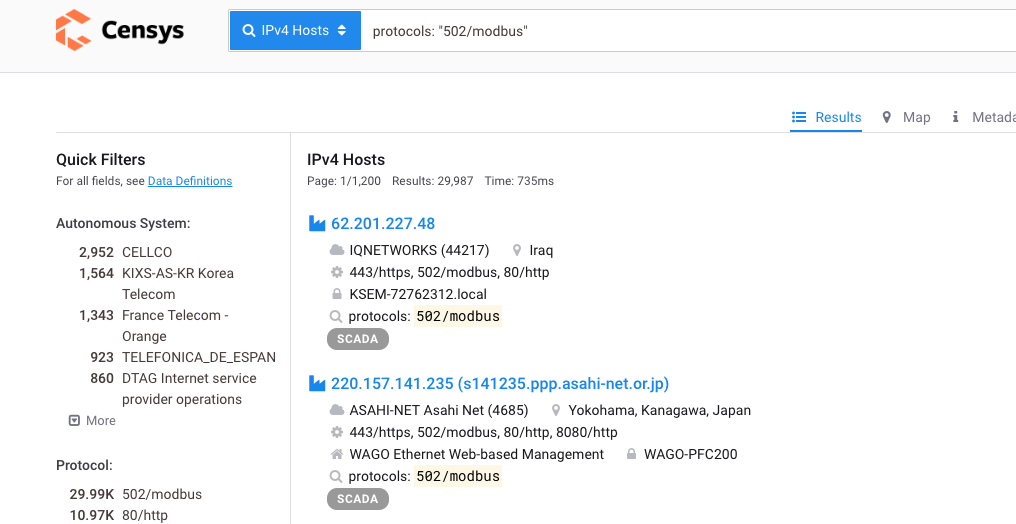 Censys
IPv4 Hosts
protocols: "502/modbus"
Results Map Metada
Quick Filters
For all fields, see Data Definitions
Autonomous System:
2,952 CELLCO
1,564 KIXS-AS-KR Korea
Telecom
1,343 France Telecom -
Orange
923 TELEFONICA_DE_ESPAN
860 DTAG Internet service
provider operations
More
Protocol:
29.99K 502/modbus
10.97K 80/http
IPv4 Hosts
Page: 1/1,200 Results: 29,987 Time: 735ms
62.201.227.48
IQNETWORKS (44217) Iraq
443/https, 502/modbus, 80/http
KSEM-72762312.local
protocols: 502/modbus
SCADA
220.157.141.235 (s141235.ppp.asahi-net.or.jp)
ASAHI-NET Asahi Net (4685) Yokohama, Kanagawa, Japan
443/https, 502/modbus, 80/http, 8080/http
WAGO Ethernet Web-based Management WAGO-PFC200
protocols: 502/modbus
SCADA